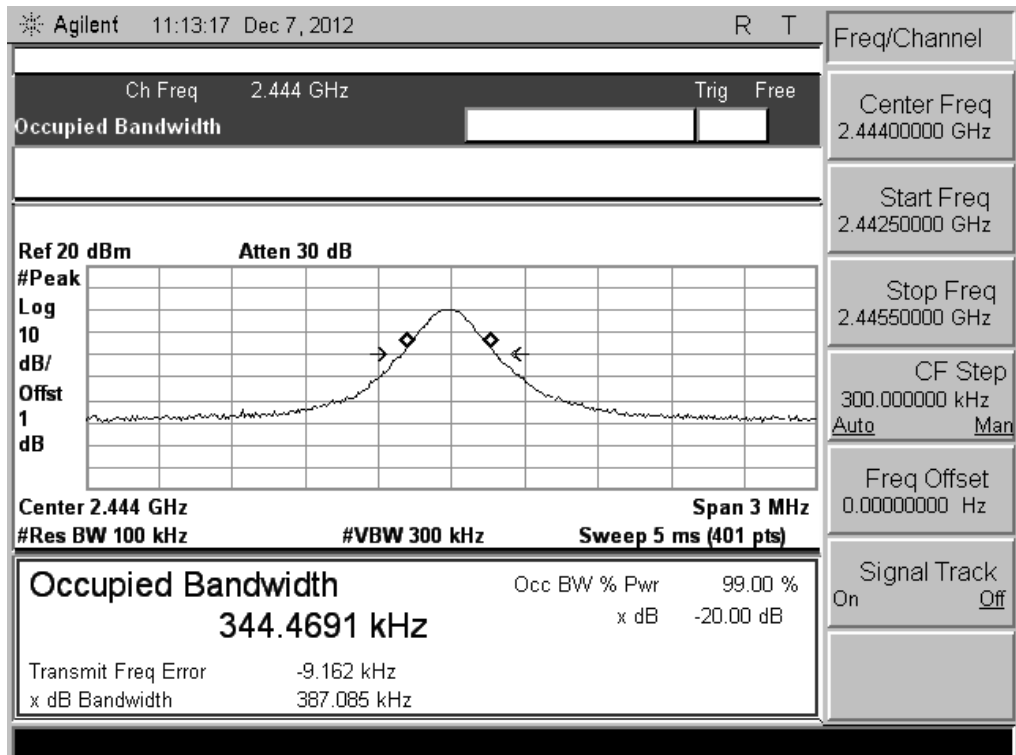 Agilent 11:13:17 Dec 7, 2012 R T
Freq/Channel
Ch Freq 2.444 GHz Trig Free
Occupied Bandwidth
Center Freq
2.44400000 GHz
Start Freq
2.44250000 GHz
Stop Freq
2.44550000 GHz
CF Step
300.000000 kHz
Auto Man
Freq Offset
0.00000000 Hz
Signal Track
On Off
Ref 20 dBm Atten 30 dB
#Peak
Log
10
dB/
Offst
1
dB
Center 2.444 GHz Span 3 MHz
#Res BW 100 kHz #VBW 300 kHz Sweep 5 ms (401 pts)
Occupied Bandwidth
344.4691 kHz
Occ BW % Pwr 99.00 %
x dB -20.00 dB
Transmit Freq Error -9.162 kHz
x dB Bandwidth 387.085 kHz